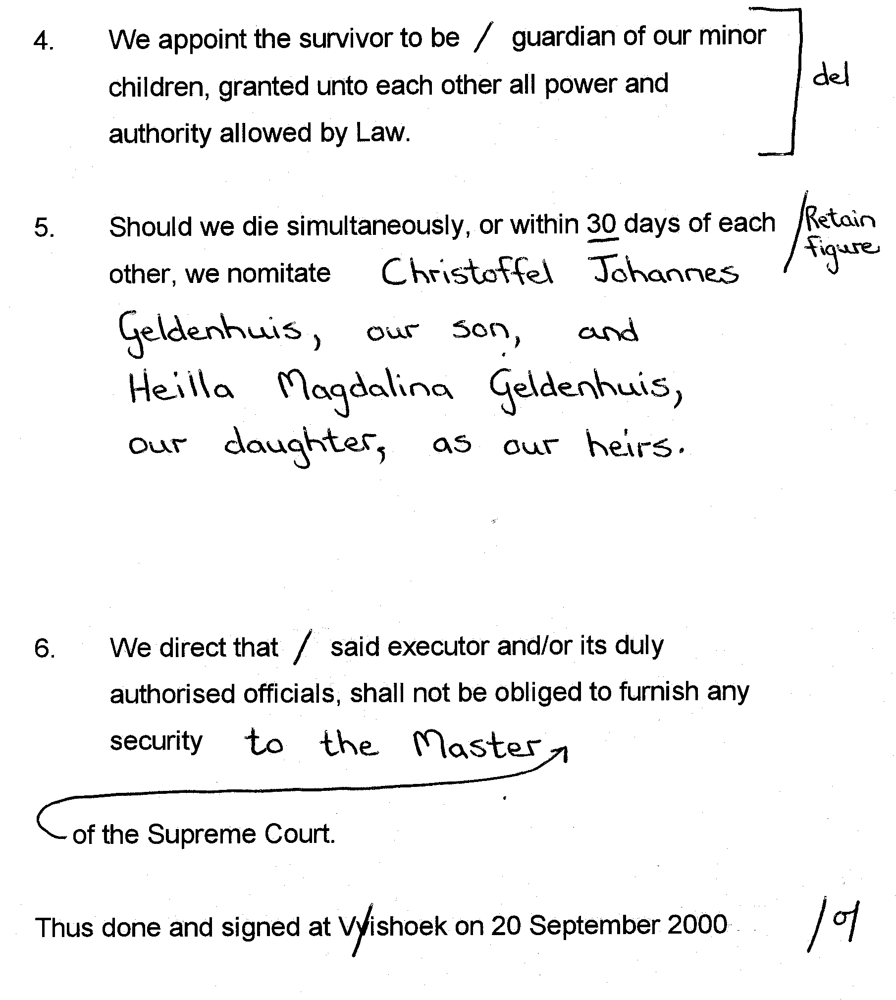 4. We appoint the survivor to be / guardian of our minor
children, granted unto each other all power and
authority allowed by Law.
del
5. Should we die simultaneously, or within 30 days of each
/ Retain
figure
other, we nomitate Christoffel Johannes
Geldenhuis, our son, and
Heilla Magdalina Geldenhuis,
our daughter, as our heirs.
6. We direct that / said executor and/or its duly
authorised officials, shall not be obliged to furnish any
security to the Master
of the Supreme Court.
Thus done and signed at Vyishoek on 20 September 2000 /